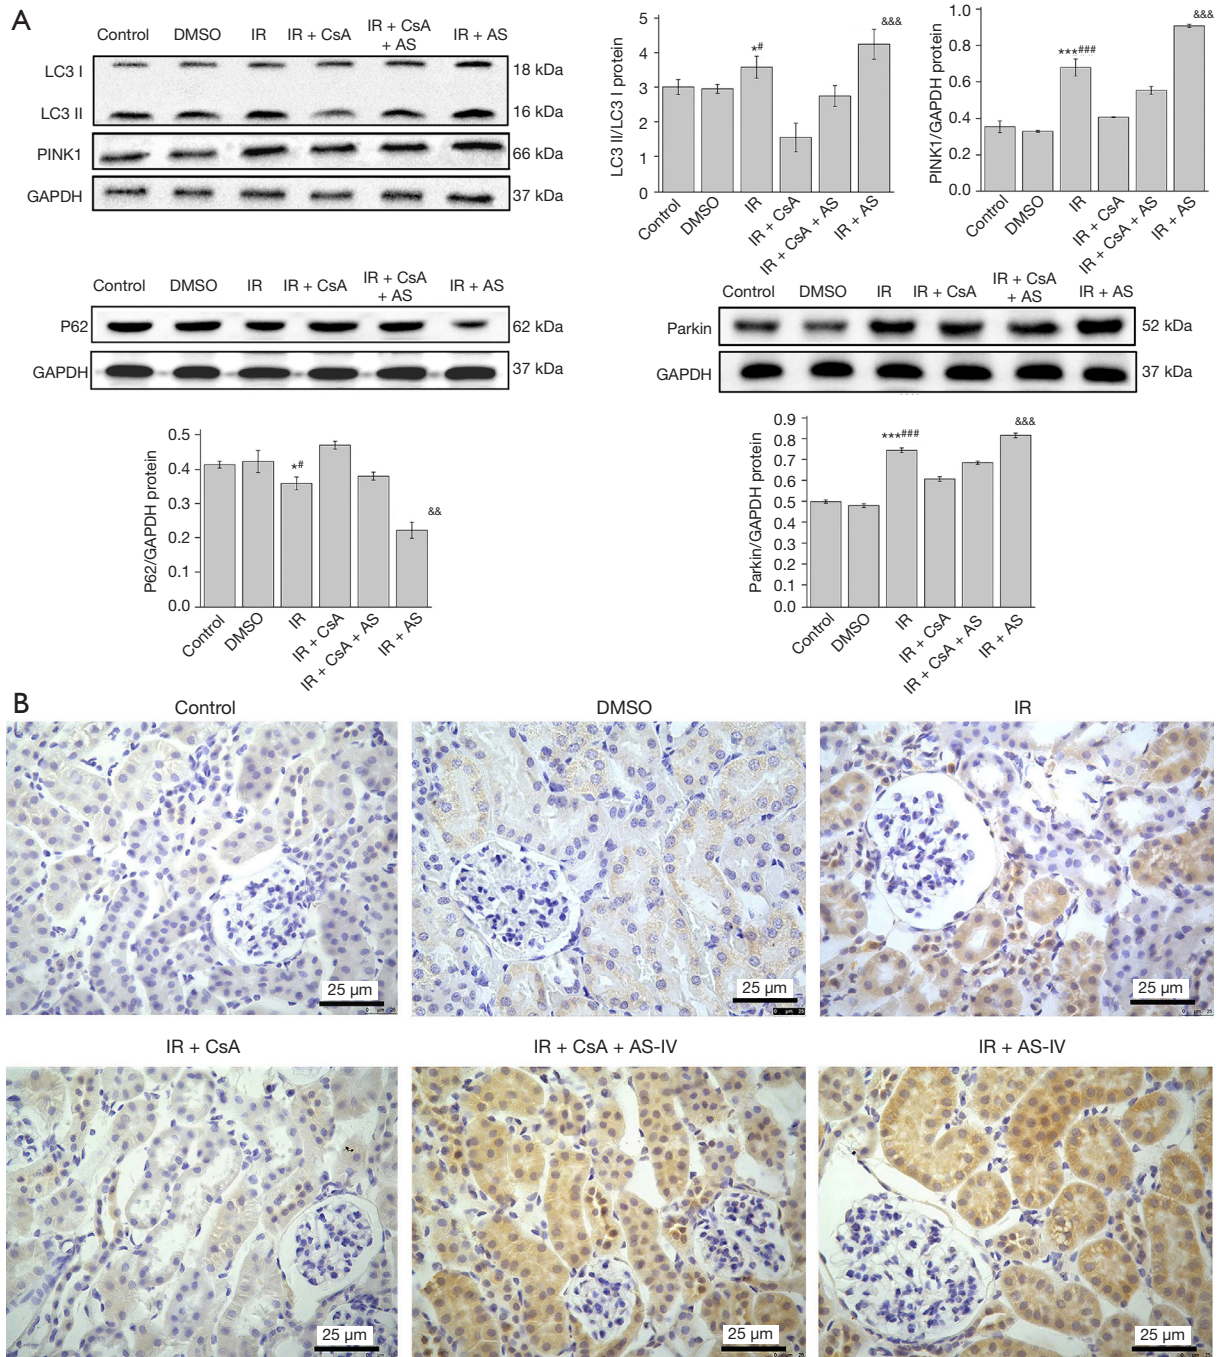 A
Control DMSO IR IR + CsA IR + CsA + AS IR + AS
LC3 I 18 kDa
LC3 II 16 kDa
PINK1 66 kDa
GAPDH 37 kDa
LC3 II/LC3 I protein
5
4
3
2
1
0
*#
&&&
Control DMSO IR IR + CsA IR + CsA + AS IR + AS
PINK1/GAPDH protein
1.0
0.8
0.6
0.4
0.2
0.0
***###
&&&
Control DMSO IR IR + CsA IR + CsA + AS IR + AS
Control DMSO IR IR + CsA IR + CsA + AS IR + AS
P62 62 kDa
GAPDH 37 kDa
Control DMSO IR IR + CsA IR + CsA + AS IR + AS
Parkin 52 kDa
GAPDH 37 kDa
P62/GAPDH protein
0.5
0.4
0.3
0.2
0.1
0.0
*#
&&
Control DMSO IR IR + CsA IR + CsA + AS IR + AS
Parkin/GAPDH protein
0.9
0.8
0.7
0.6
0.5
0.4
0.3
0.2
0.1
0.0
***###
&&&
Control DMSO IR IR + CsA IR + CsA + AS IR + AS
B
Control DMSO IR
25 µm 25 µm 25 µm
0 µm 25 0 µm 25 0 µm 25
IR + CsA IR + CsA + AS-IV IR + AS-IV
25 µm 25 µm 25 µm